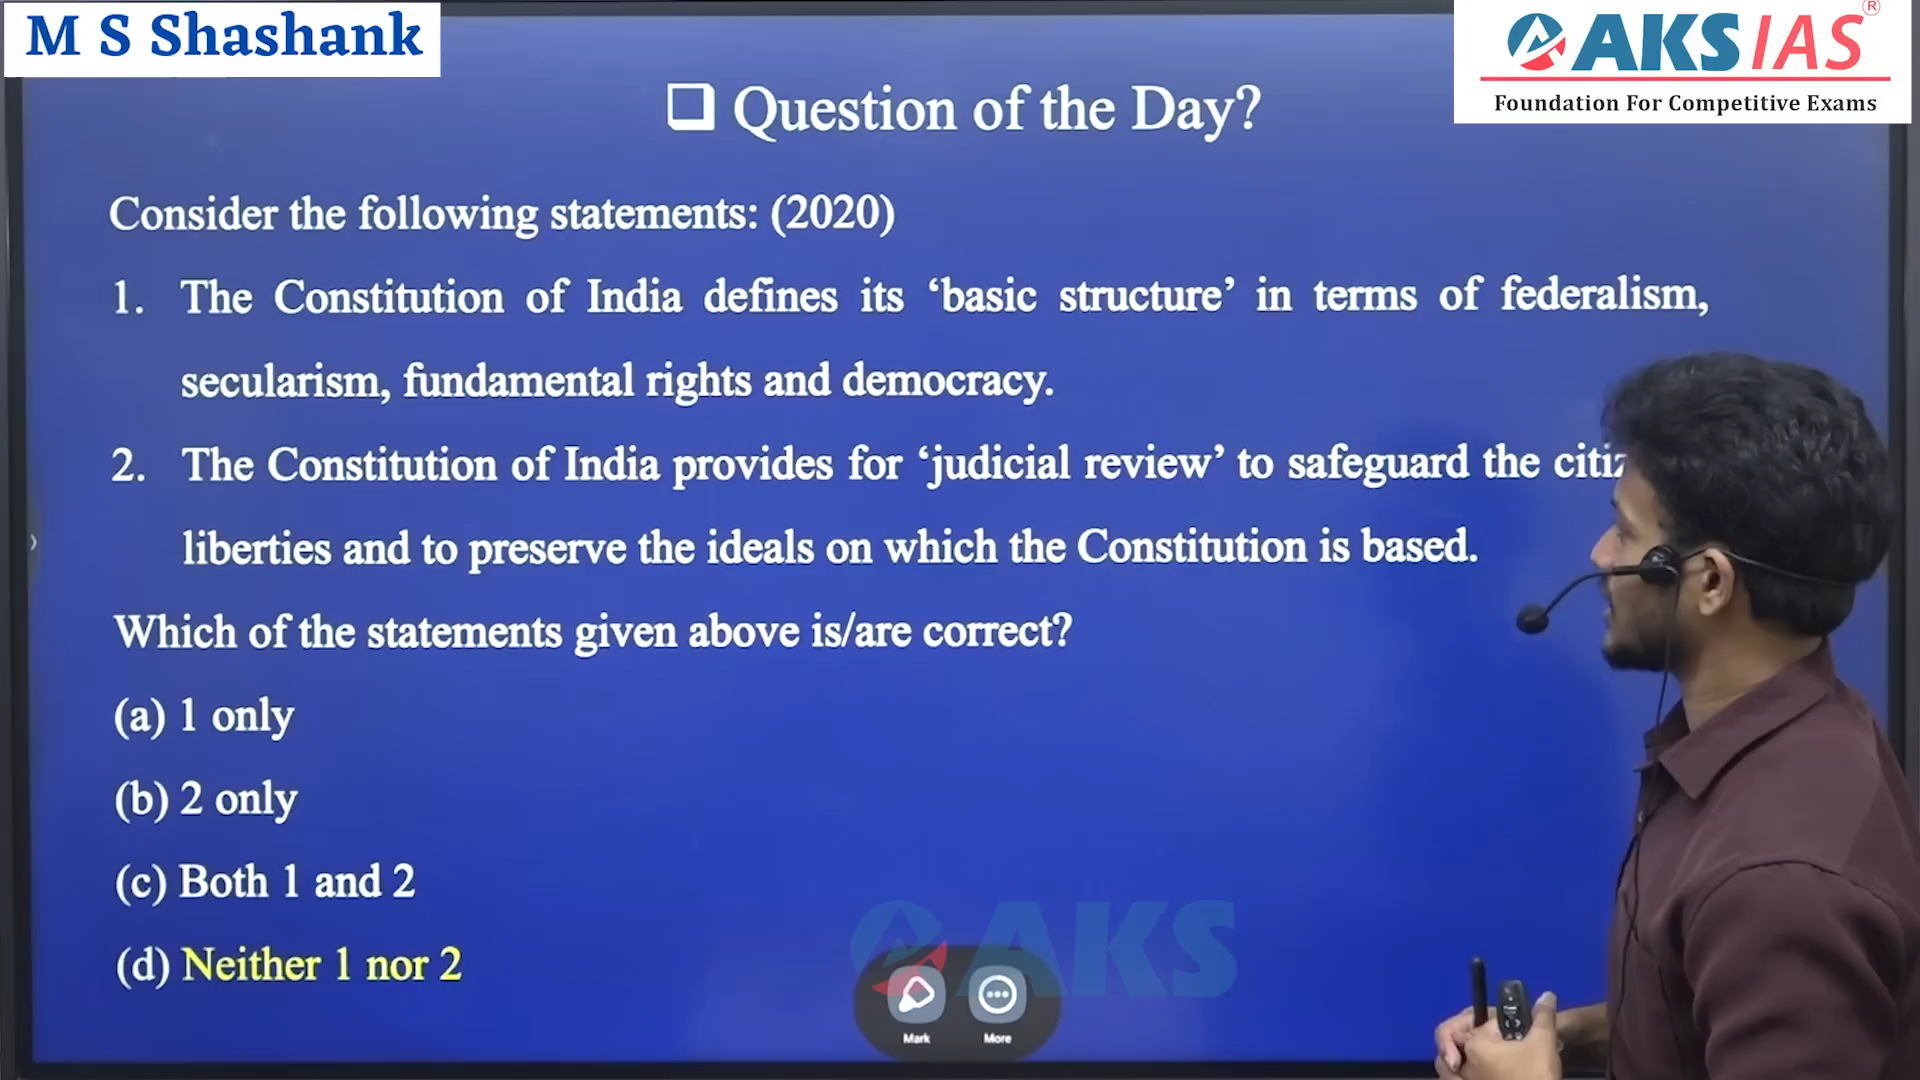 M S Shashank
AKS IAS ®
Foundation For Competitive Exams
Question of the Day?
Consider the following statements: (2020)
1. The Constitution of India defines its ‘basic structure’ in terms of federalism,
secularism, fundamental rights and democracy.
2. The Constitution of India provides for ‘judicial review’ to safeguard the
liberties and to preserve the ideals on which the Constitution is based.
Which of the statements given above is/are correct?
(a) 1 only
(b) 2 only
(c) Both 1 and 2
(d) Neither 1 nor 2
AKS
Mark
More